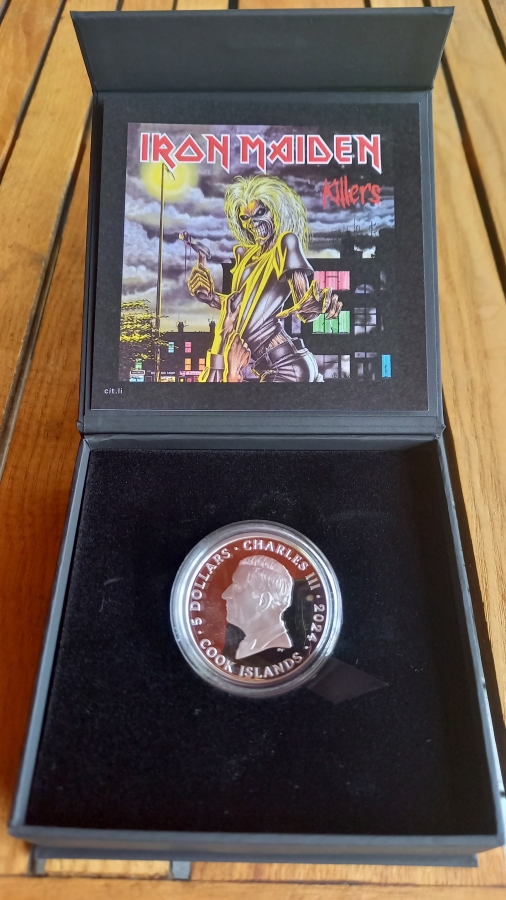 IRON MAIDEN
Killers
cit.li
5 DOLLARS · CHARLES III · 2024 ·
COOK ISLANDS